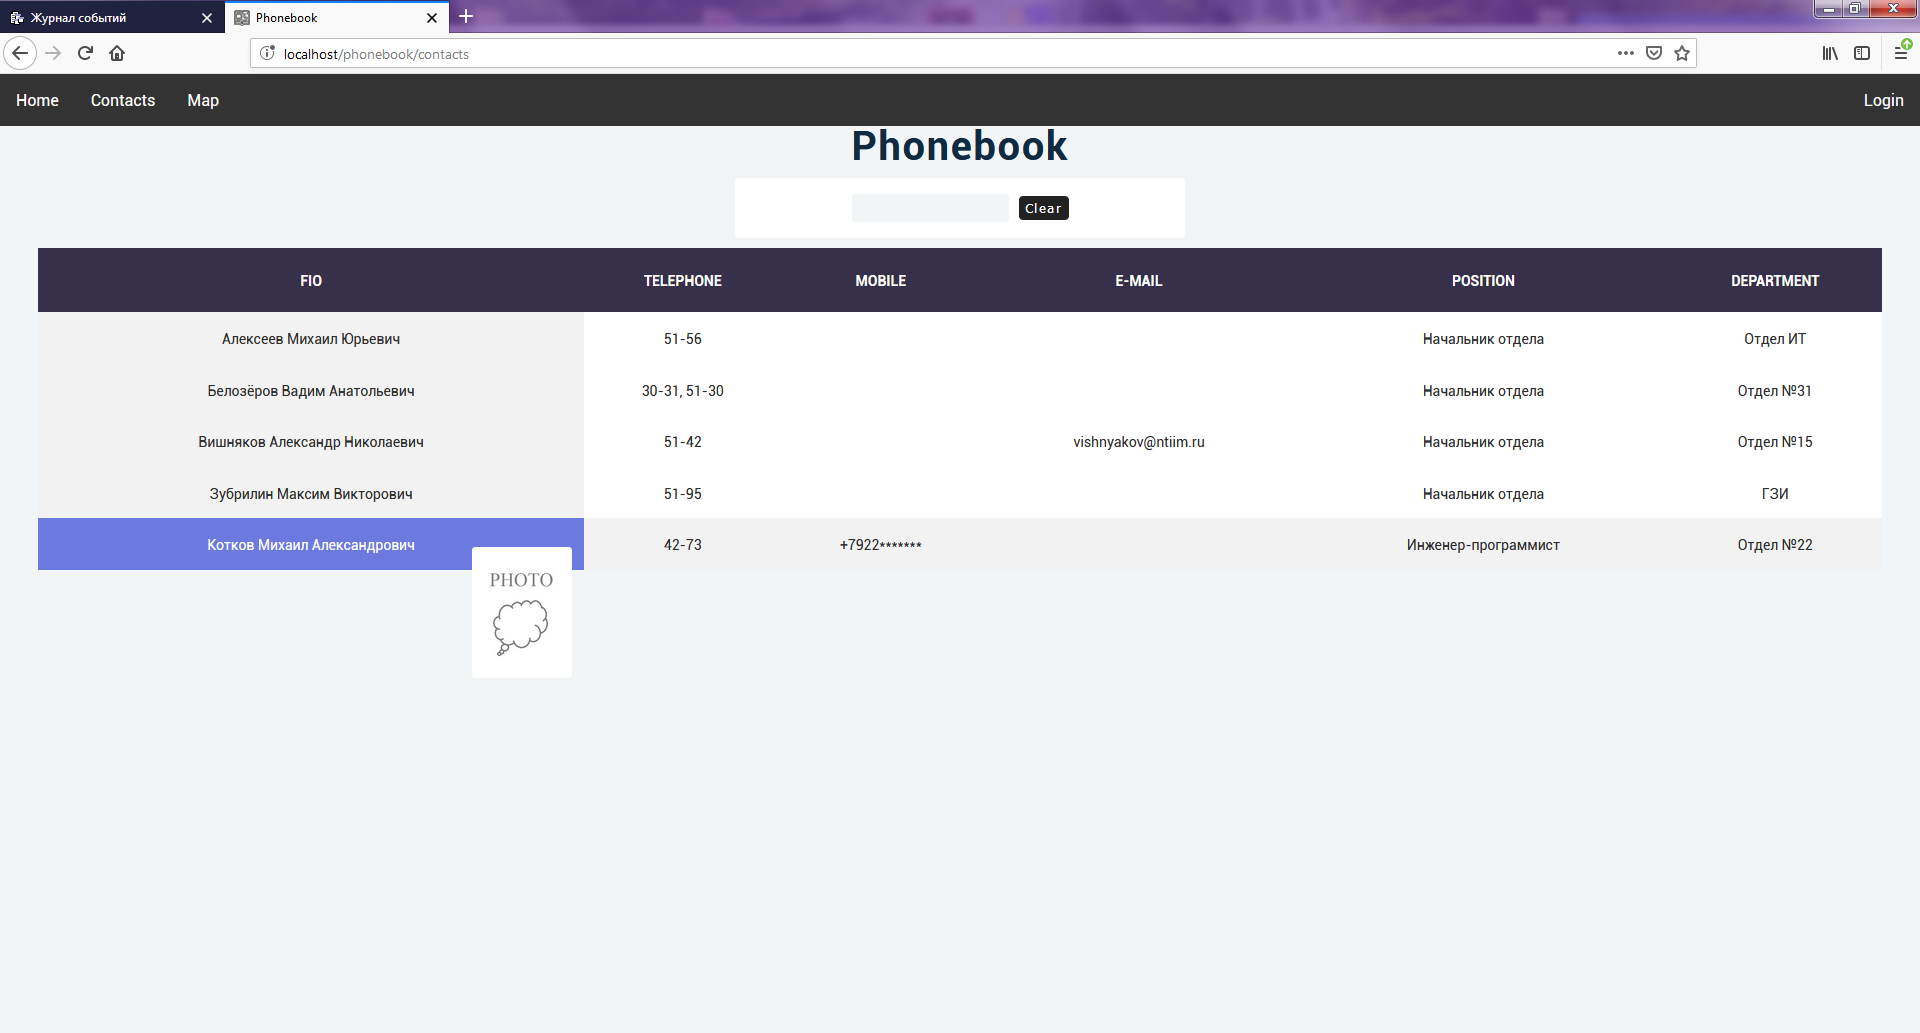 Журнал событий
Phonebook
localhost/phonebook/contacts
Home Contacts Map Login
Phonebook
Clear
FIO TELEPHONE MOBILE E-MAIL POSITION DEPARTMENT
Алексеев Михаил Юрьевич 51-56 Начальник отдела Отдел ИТ
Белозёров Вадим Анатольевич 30-31, 51-30 Начальник отдела Отдел №31
Вишняков Александр Николаевич 51-42 vishnyakov@ntiim.ru Начальник отдела Отдел №15
Зубрилин Максим Викторович 51-95 Начальник отдела ГЗИ
Котков Михаил Александрович 42-73 +7922******* Инженер-программист Отдел №22
PHOTO